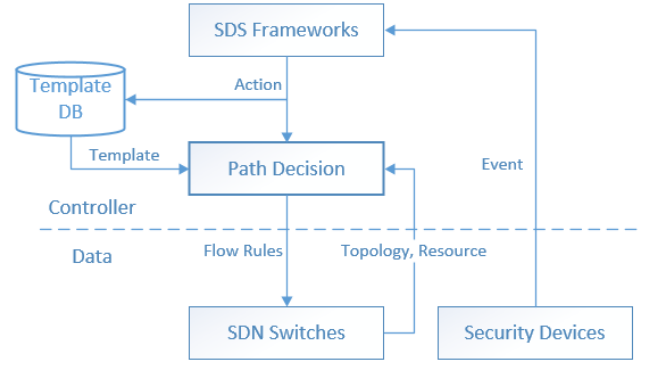 SDS Frameworks
Action
Template
DB
Template
Path Decision
Event
Controller
Data
Flow Rules
Topology, Resource
SDN Switches
Security Devices